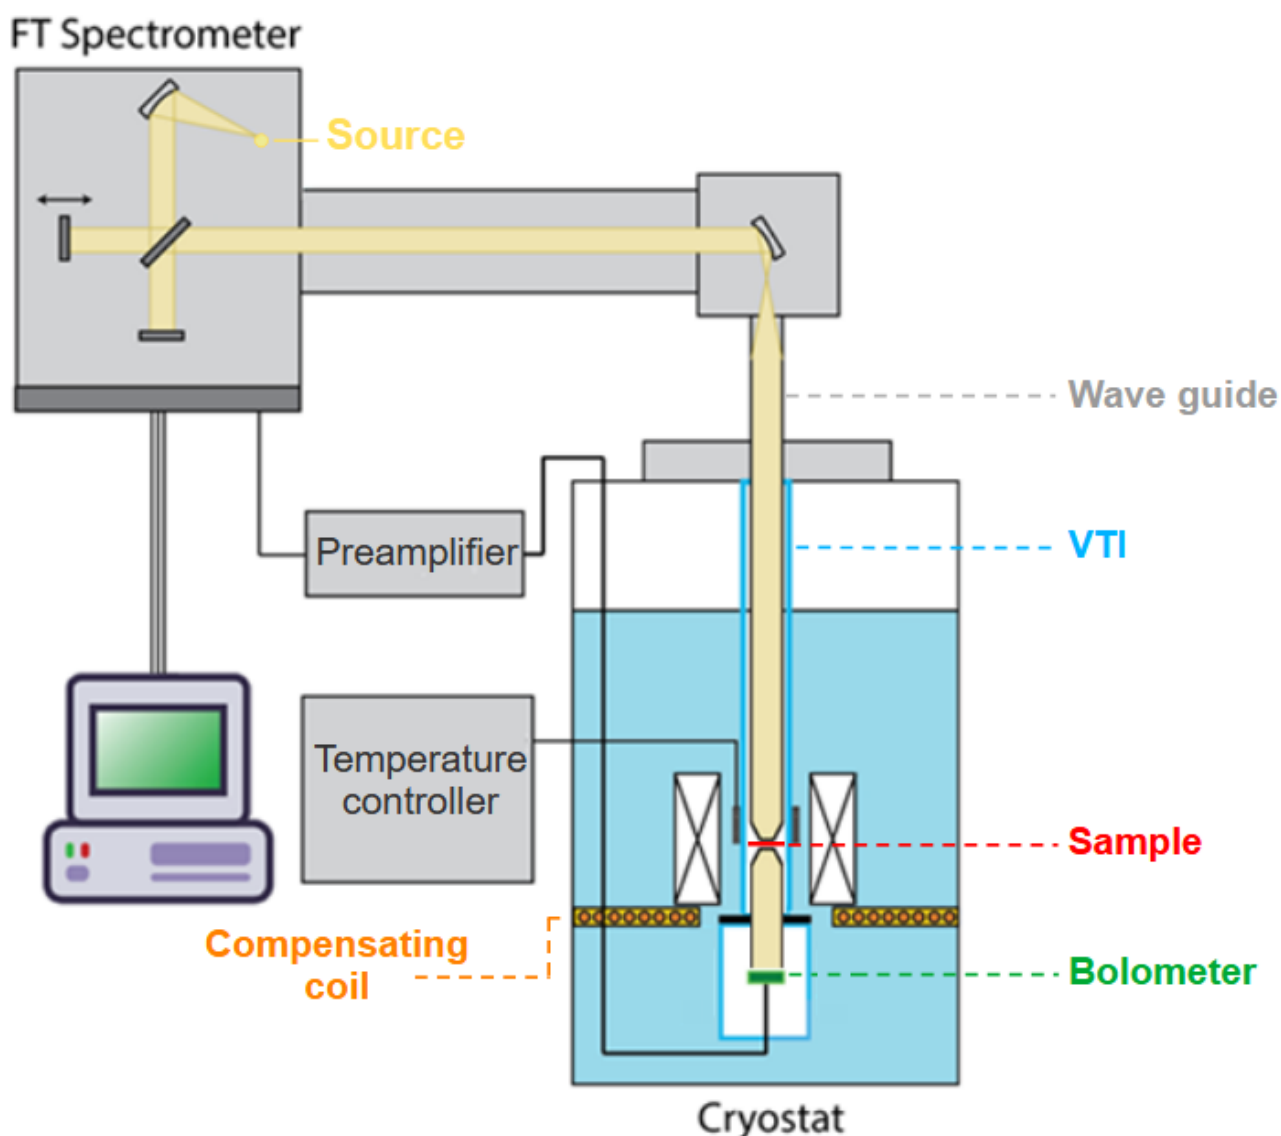 FT Spectrometer
Source
Wave guide
VTI
Preamplifier
Temperature
controller
Sample
Compensating
coil
Bolometer
Cryostat